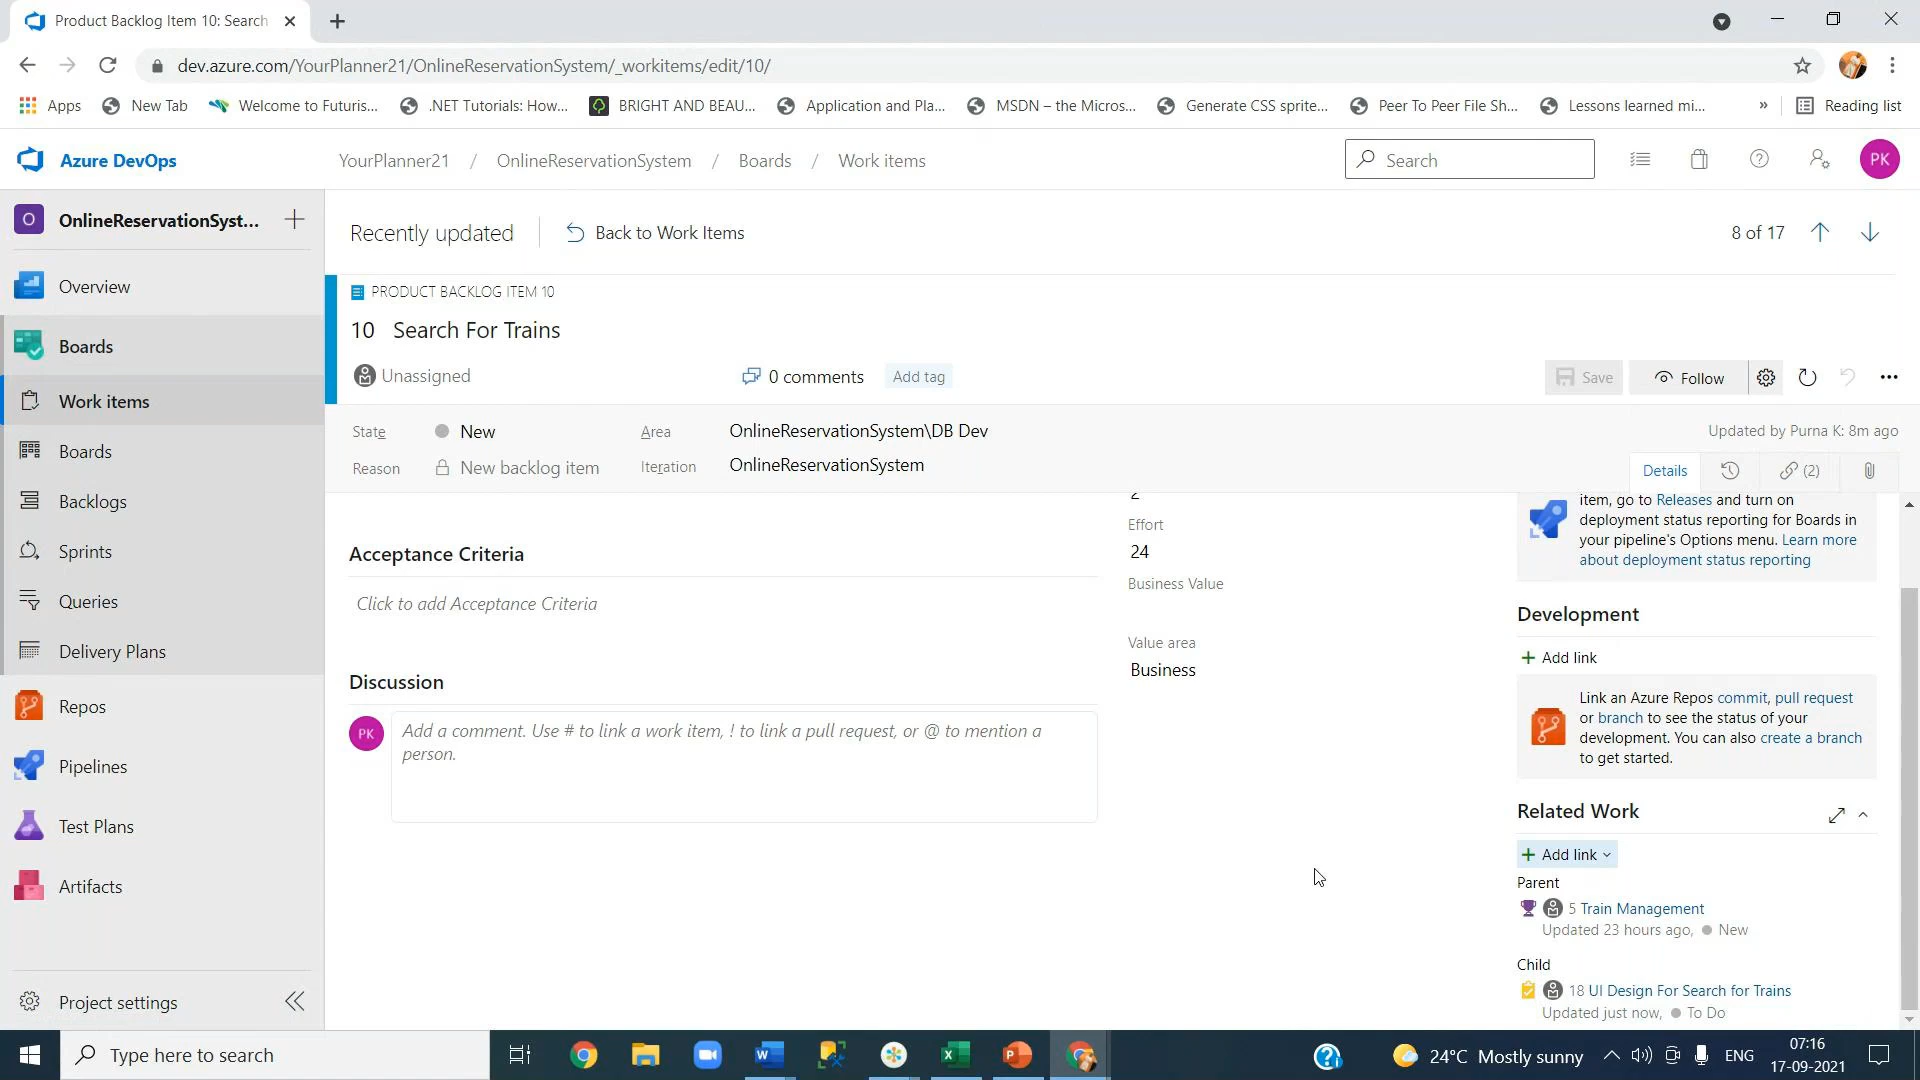 Product Backlog Item 10: Search
dev.azure.com/YourPlanner21/OnlineReservationSystem/_workitems/edit/10/
Apps
New Tab
Welcome to Futuris...
.NET Tutorials: How...
BRIGHT AND BEAU...
Application and Pla...
MSDN – the Micros...
Generate CSS sprite...
Peer To Peer File Sh...
Lessons learned mi...
»
Reading list
Azure DevOps
YourPlanner21 / OnlineReservationSystem / Boards / Work items
Search
PK
O
OnlineReservationSyst...
Overview
Boards
Work items
Boards
Backlogs
Sprints
Queries
Delivery Plans
Repos
Pipelines
Test Plans
Artifacts
Project settings
Recently updated
Back to Work Items
8 of 17
PRODUCT BACKLOG ITEM 10
10 Search For Trains
Unassigned
0 comments
Add tag
Save
Follow
State
New
Area
OnlineReservationSystem\DB Dev
Updated by Purna K: 8m ago
Reason
New backlog item
Iteration
OnlineReservationSystem
Details
(2)
Acceptance Criteria
Click to add Acceptance Criteria
Discussion
PK
Add a comment. Use # to link a work item, ! to link a pull request, or @ to mention a
person.
2
Effort
24
Business Value
Value area
Business
item, go to Releases and turn on
deployment status reporting for Boards in
your pipeline's Options menu. Learn more
about deployment status reporting
Development
Add link
Link an Azure Repos commit, pull request
or branch to see the status of your
development. You can also create a branch
to get started.
Related Work
Add link
Parent
5 Train Management
Updated 23 hours ago, New
Child
18 UI Design For Search for Trains
Updated just now, To Do
Type here to search
24°C Mostly sunny
ENG
07:16
17-09-2021